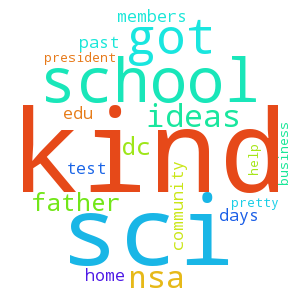 members
past got
president
school
edu ideas
kind
test dc help business
father community pretty
sci days
home nsa